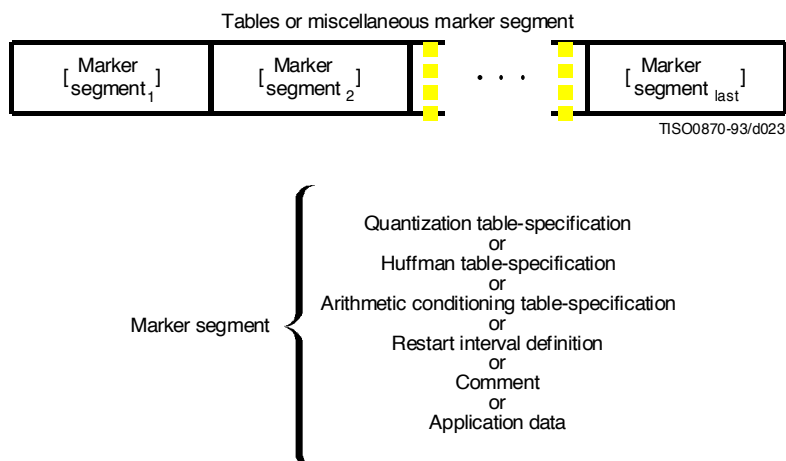 Tables or miscellaneous marker segment
[ Marker segment 1 ] [ Marker segment 2 ] . . . [ Marker segment last ]
TISO0870-93/d023
Quantization table-specification
or
Huffman table-specification
or
Arithmetic conditioning table-specification
or
Marker segment
Restart interval definition
or
Comment
or
Application data